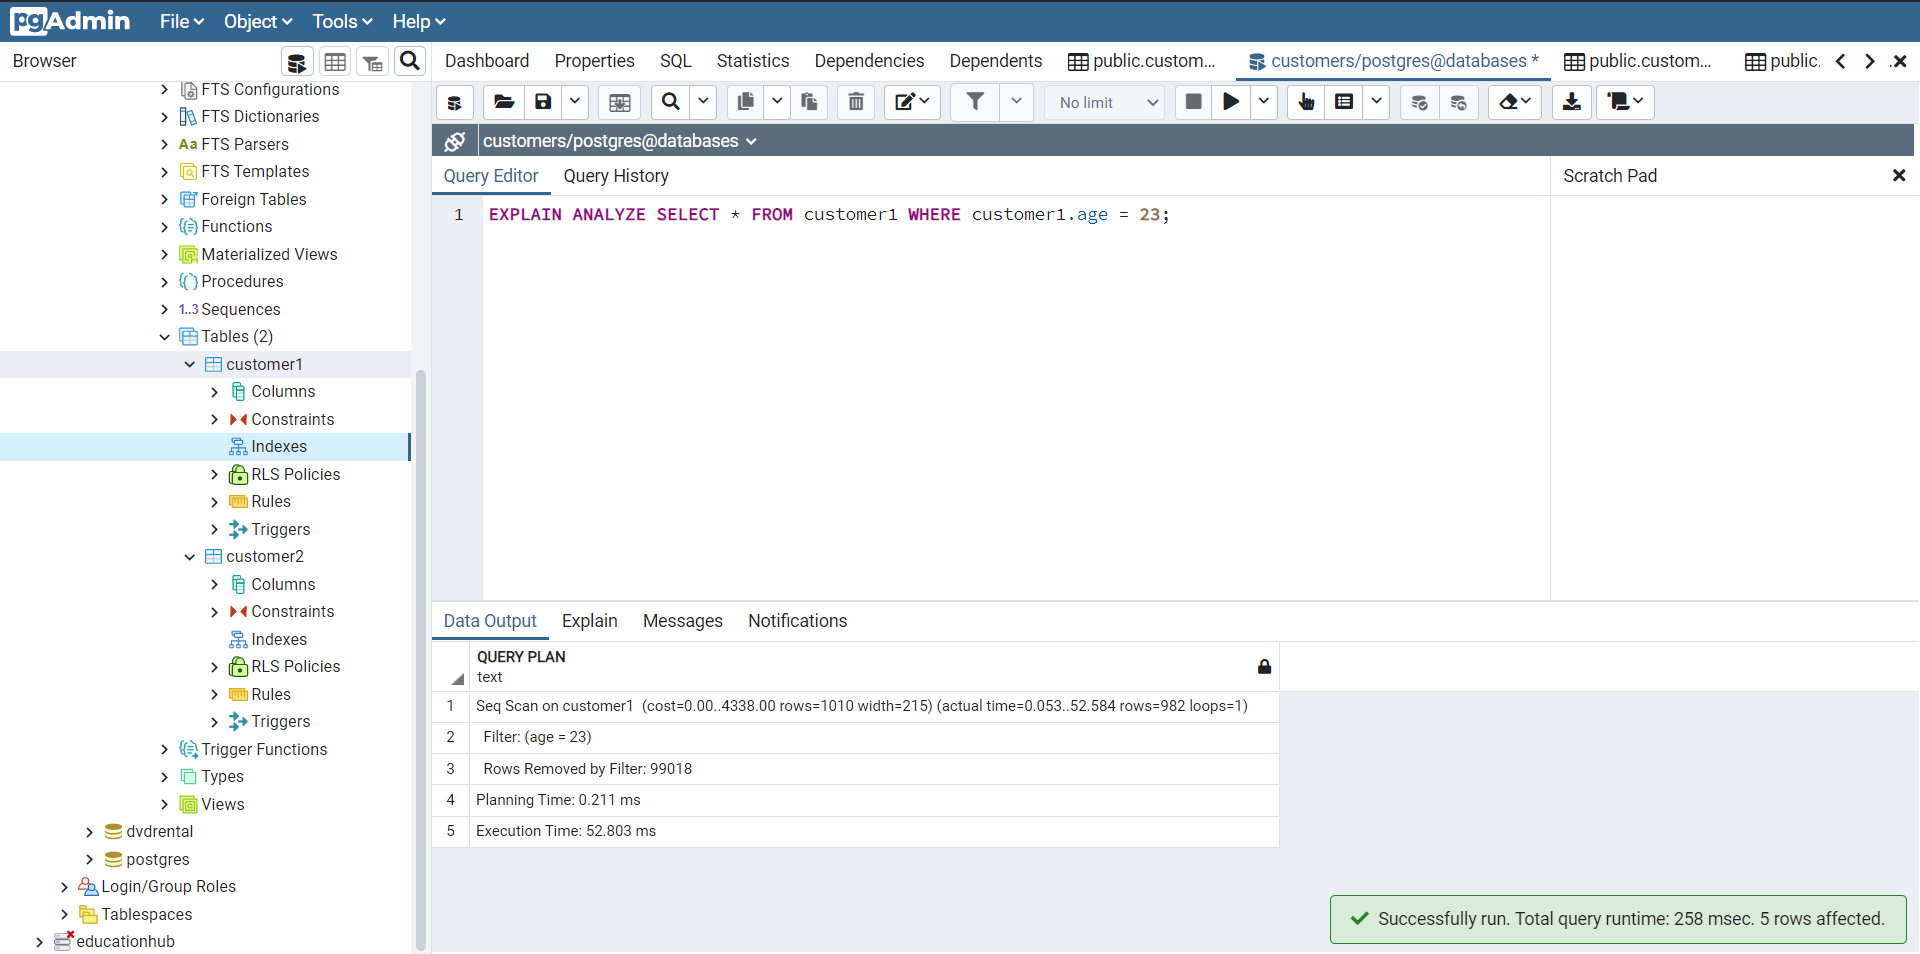 pgAdmin
File
Object
Tools
Help
Browser
Dashboard
Properties
SQL
Statistics
Dependencies
Dependents
public.custom...
customers/postgres@databases *
public.custom...
public.
No limit
customers/postgres@databases
Query Editor
Query History
Scratch Pad
1 EXPLAIN ANALYZE SELECT * FROM customer1 WHERE customer1.age = 23;
FTS Configurations
FTS Dictionaries
Aa FTS Parsers
FTS Templates
Foreign Tables
Functions
Materialized Views
Procedures
1..3 Sequences
Tables (2)
customer1
Columns
Constraints
Indexes
RLS Policies
Rules
Triggers
customer2
Columns
Constraints
Indexes
RLS Policies
Rules
Triggers
Trigger Functions
Types
Views
dvdrental
postgres
Login/Group Roles
Tablespaces
educationhub
Data Output
Explain
Messages
Notifications
QUERY PLAN
text
1 Seq Scan on customer1 (cost=0.00..4338.00 rows=1010 width=215) (actual time=0.053..52.584 rows=982 loops=1)
2 Filter: (age = 23)
3 Rows Removed by Filter: 99018
4 Planning Time: 0.211 ms
5 Execution Time: 52.803 ms
Successfully run. Total query runtime: 258 msec. 5 rows affected.